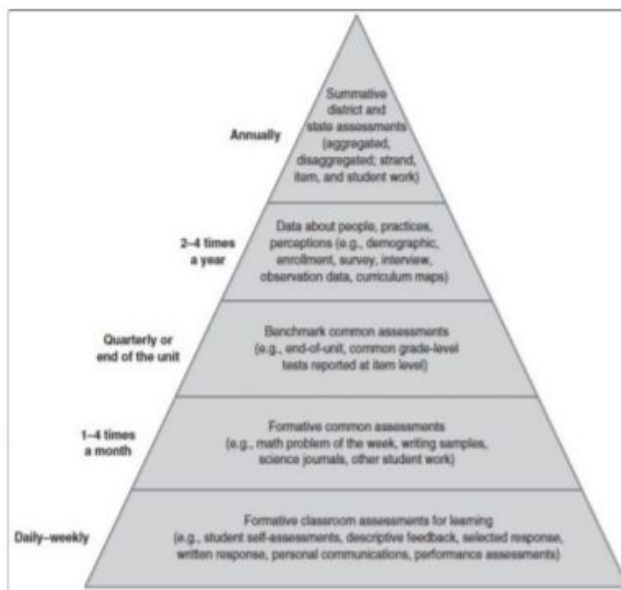 Annually
Summative
district and
state assessments
(aggregated,
disaggregated; strand,
item, and student work)
2–4 times
a year
Data about people, practices,
perceptions (e.g., demographic,
enrollment, survey, interview,
observation data, curriculum maps)
Quarterly or
end of the unit
Benchmark common assessments
(e.g., end-of-unit, common grade-level
tests reported at item level)
1–4 times
a month
Formative common assessments
(e.g., math problem of the week, writing samples,
science journals, other student work)
Daily–weekly
Formative classroom assessments for learning
(e.g., student self-assessments, descriptive feedback, selected response,
written response, personal communications, performance assessments)